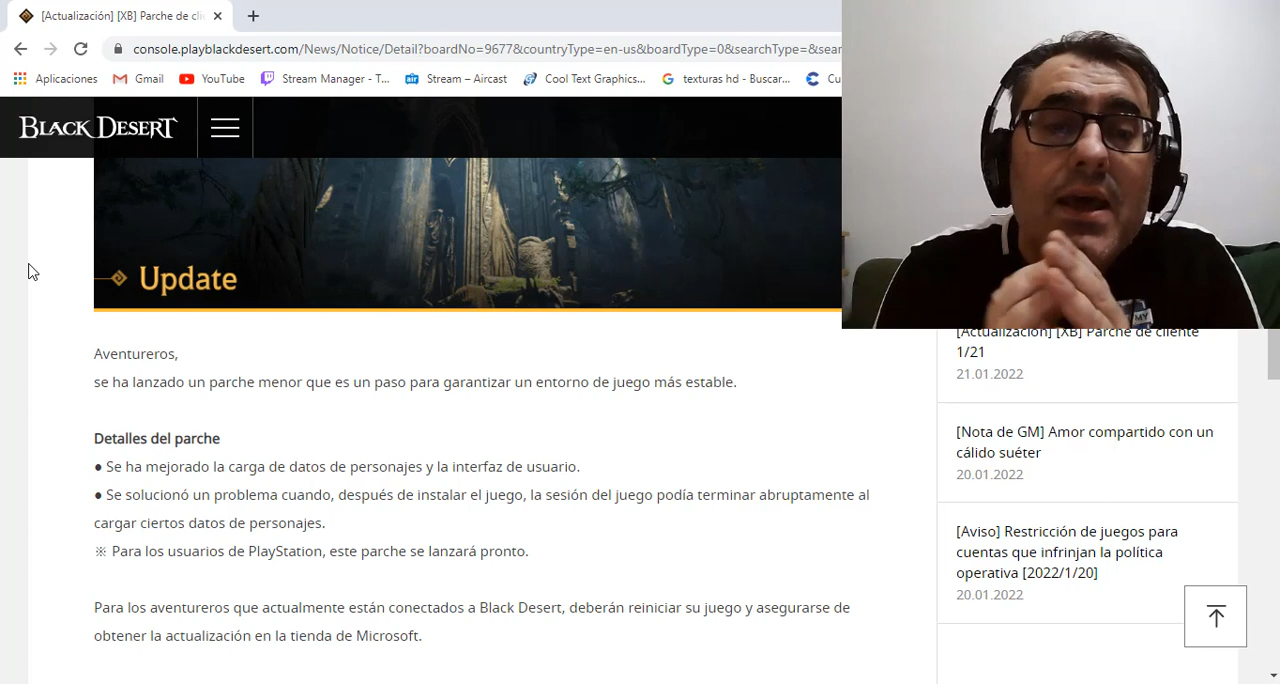 [Actualización] [XB] Parche de cli
console.playblackdesert.com/News/Notice/Detail?boardNo=9677&countryType=en-us&boardType=0&searchType=&sear
Aplicaciones
Gmail
YouTube
Stream Manager - T...
Stream – Aircast
Cool Text Graphics...
texturas hd - Buscar...
Cu
BLACK DESERT
Update
Aventureros,
se ha lanzado un parche menor que es un paso para garantizar un entorno de juego más estable.
Detalles del parche
● Se ha mejorado la carga de datos de personajes y la interfaz de usuario.
● Se solucionó un problema cuando, después de instalar el juego, la sesión del juego podía terminar abruptamente al
cargar ciertos datos de personajes.
※ Para los usuarios de PlayStation, este parche se lanzará pronto.
Para los aventureros que actualmente están conectados a Black Desert, deberán reiniciar su juego y asegurarse de
obtener la actualización en la tienda de Microsoft.
[Actualización] [XB] Parche de cliente
1/21
21.01.2022
[Nota de GM] Amor compartido con un
cálido suéter
20.01.2022
[Aviso] Restricción de juegos para
cuentas que infrinjan la política
operativa [2022/1/20]
20.01.2022